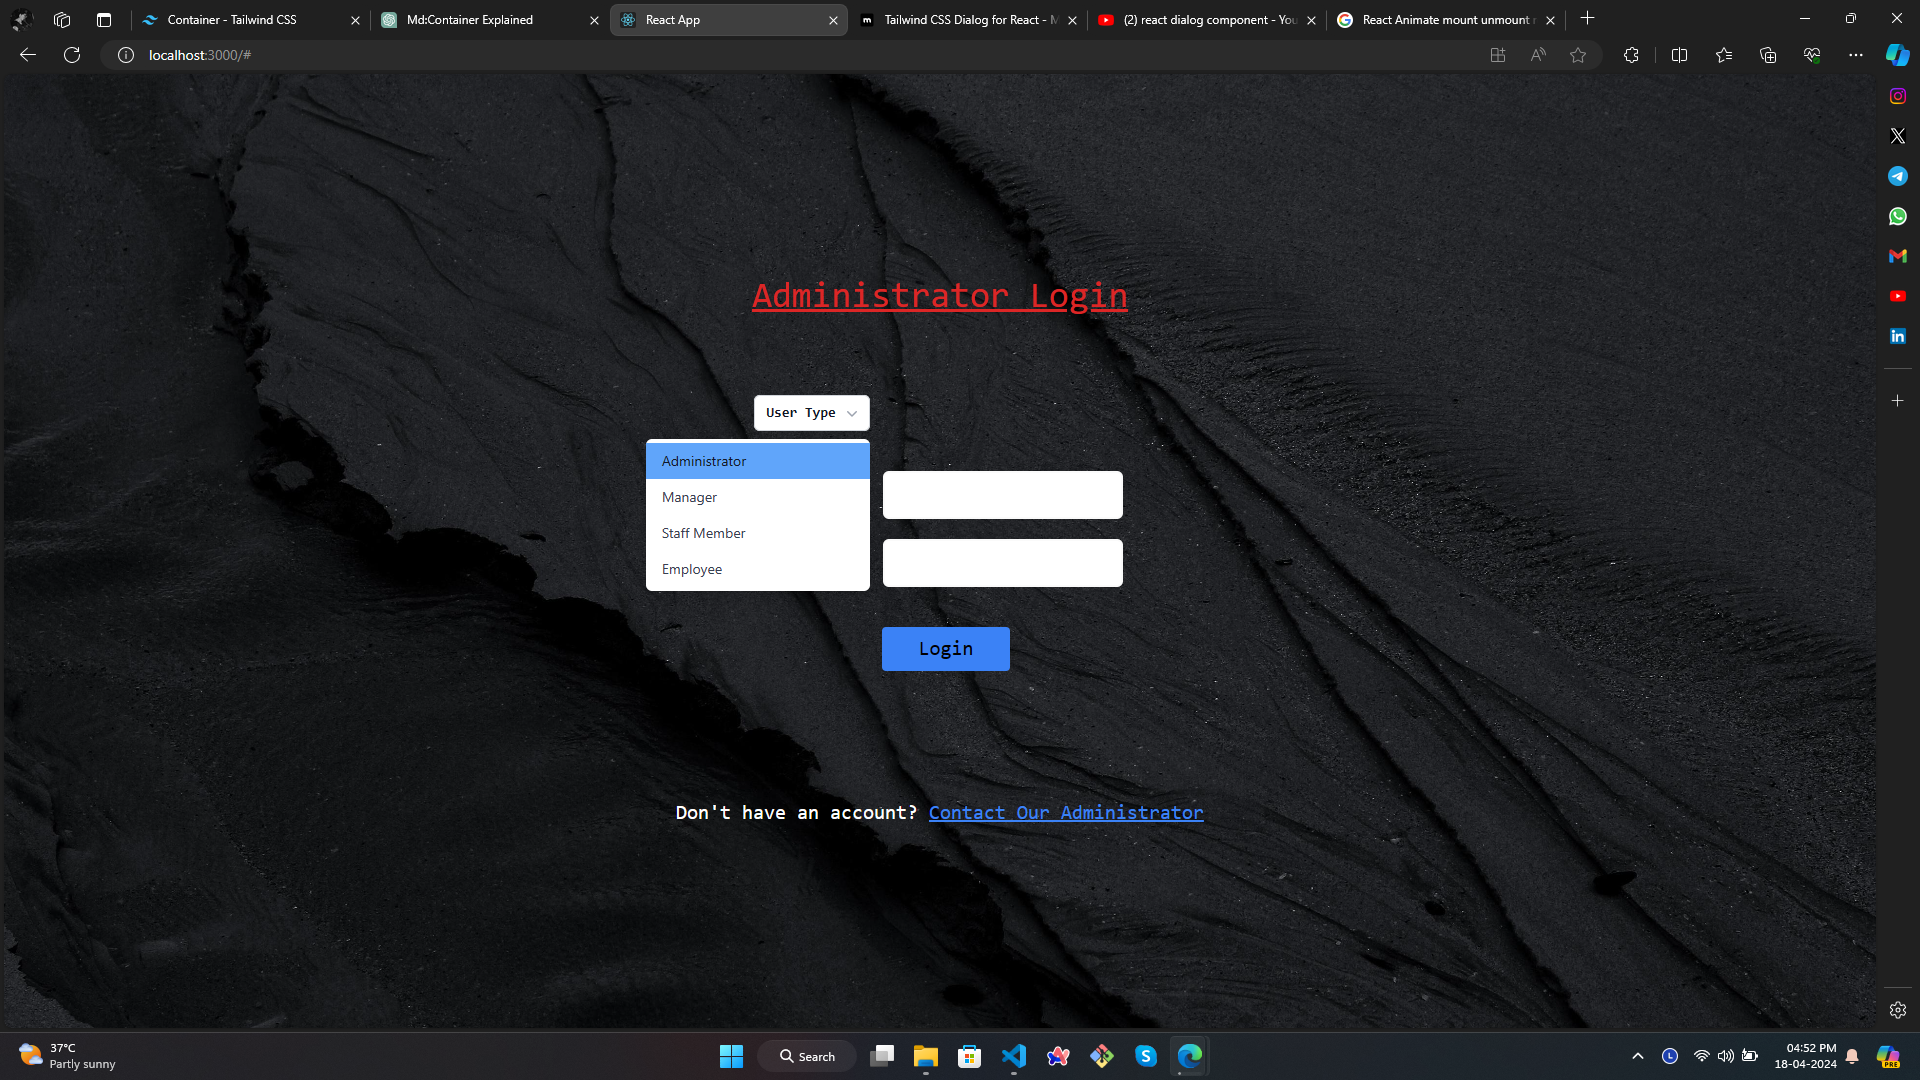 Container - Tailwind CSS
Md:Container Explained
React App
Tailwind CSS Dialog for React - M
(2) react dialog component - You
React Animate mount unmount
localhost:3000/#
Administrator Login
User Type
Administrator
Manager
Staff Member
Employee
Login
Don't have an account? Contact Our Administrator
37°C
Partly sunny
Search
04:52 PM
18-04-2024